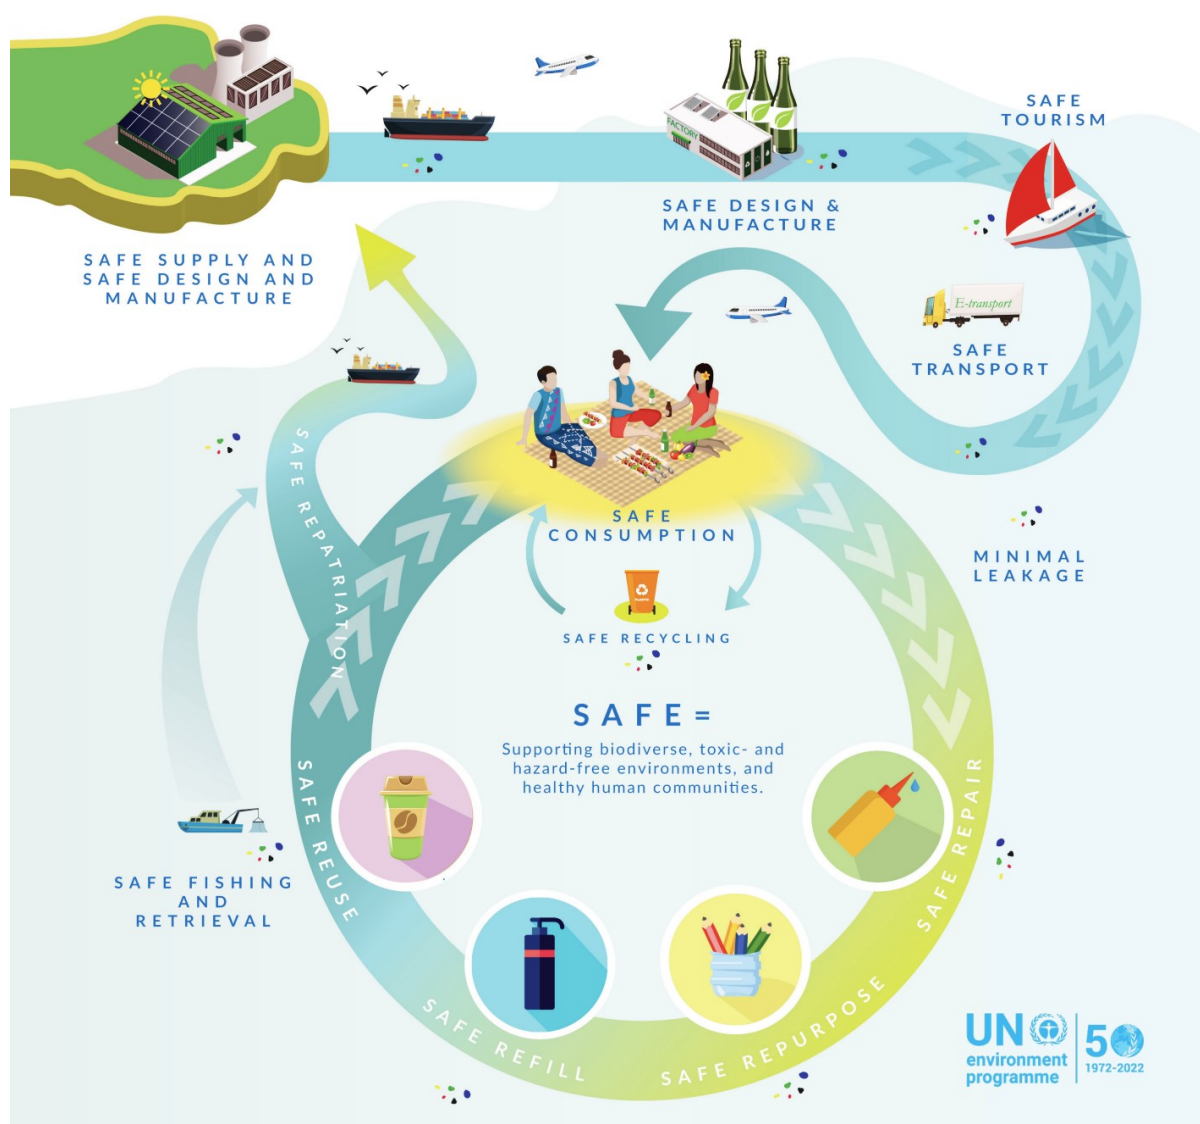 SAFE
TOURISM
FACTORY
SAFE DESIGN &
MANUFACTURE
SAFE SUPPLY AND
SAFE DESIGN AND
MANUFACTURE
E-transport
SAFE
TRANSPORT
SAFE REPATRIATION
SAFE
CONSUMPTION
MINIMAL
LEAKAGE
SAFE RECYCLING
SAFE =
Supporting biodiverse, toxic- and
hazard-free environments, and
healthy human communities.
SAFE REPAIR
SAFE REUSE
SAFE FISHING
AND
RETRIEVAL
SAFE REFILL
SAFE REPURPOSE
UN
environment
programme
50
1972-2022